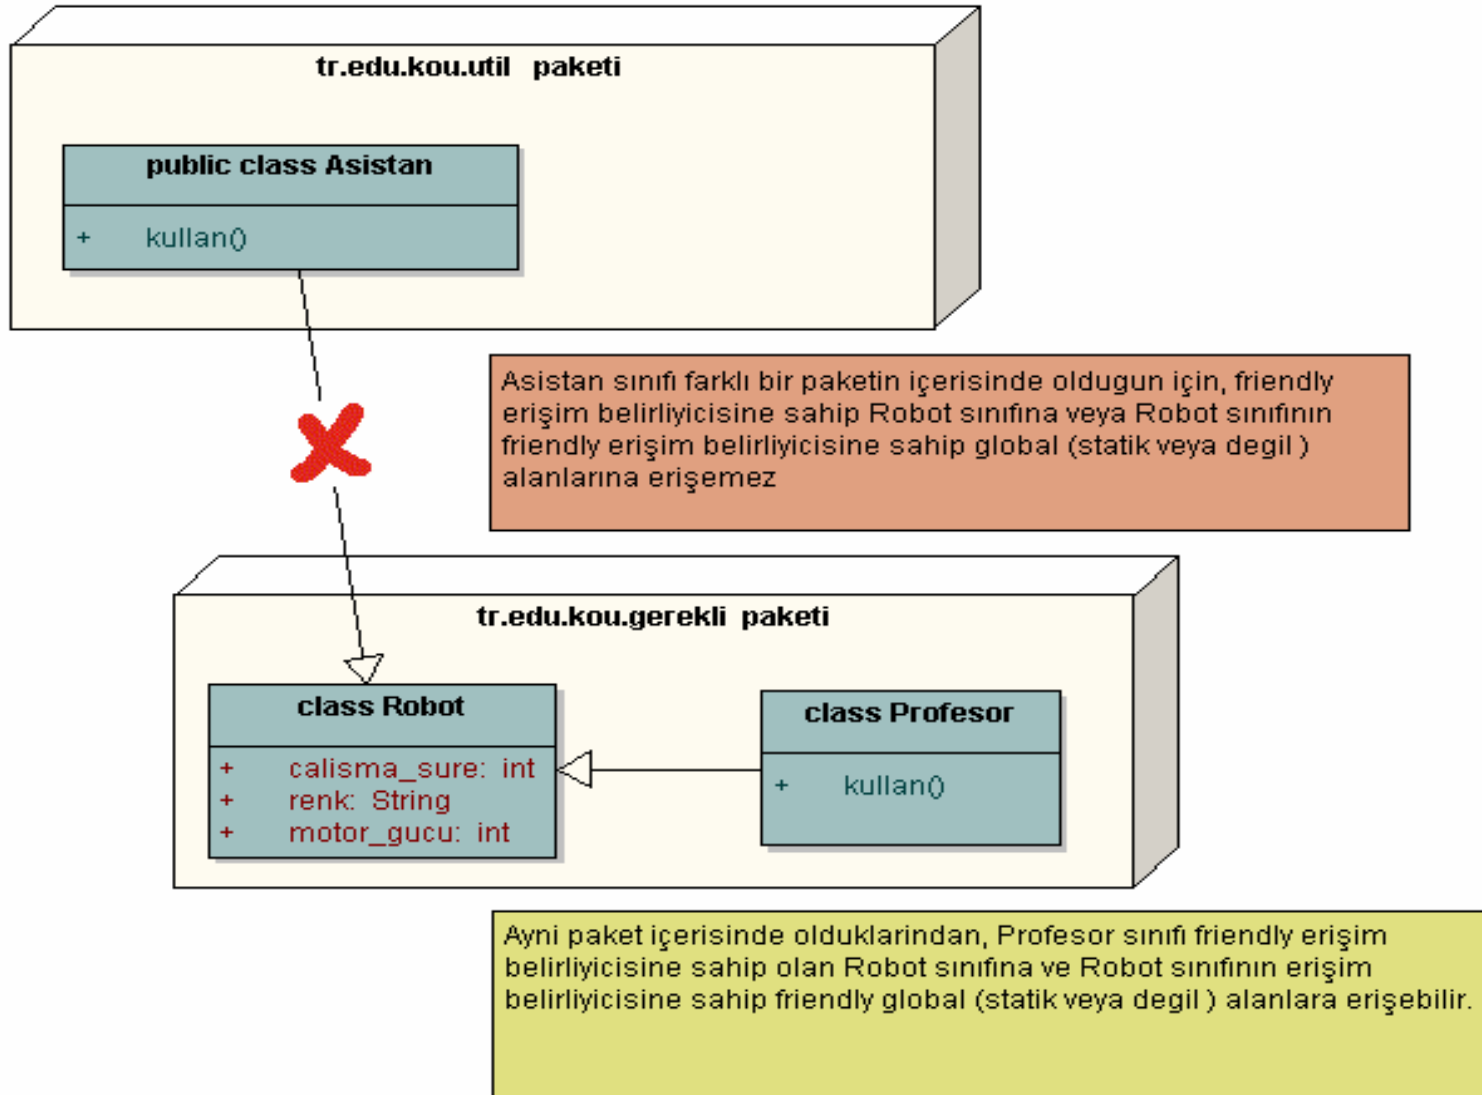 tr.edu.kou.util paketi
public class Asistan
+ kullan()
Asistan sınıfı farklı bir paketin içerisinde oldugun için, friendly
erişim belirliyicisine sahip Robot sınıfına veya Robot sınıfının
friendly erişim belirliyicisine sahip global (statik veya degil )
alanlarına erişemez
tr.edu.kou.gerekli paketi
class Robot
+ calisma_sure: int
+ renk: String
+ motor_gucu: int
class Profesor
+ kullan()
Ayni paket içerisinde olduklarindan, Profesor sınıfı friendly erişim
belirliyicisine sahip olan Robot sınıfına ve Robot sınıfının erişim
belirliyicisine sahip friendly global (statik veya degil ) alanlara erişebilir.